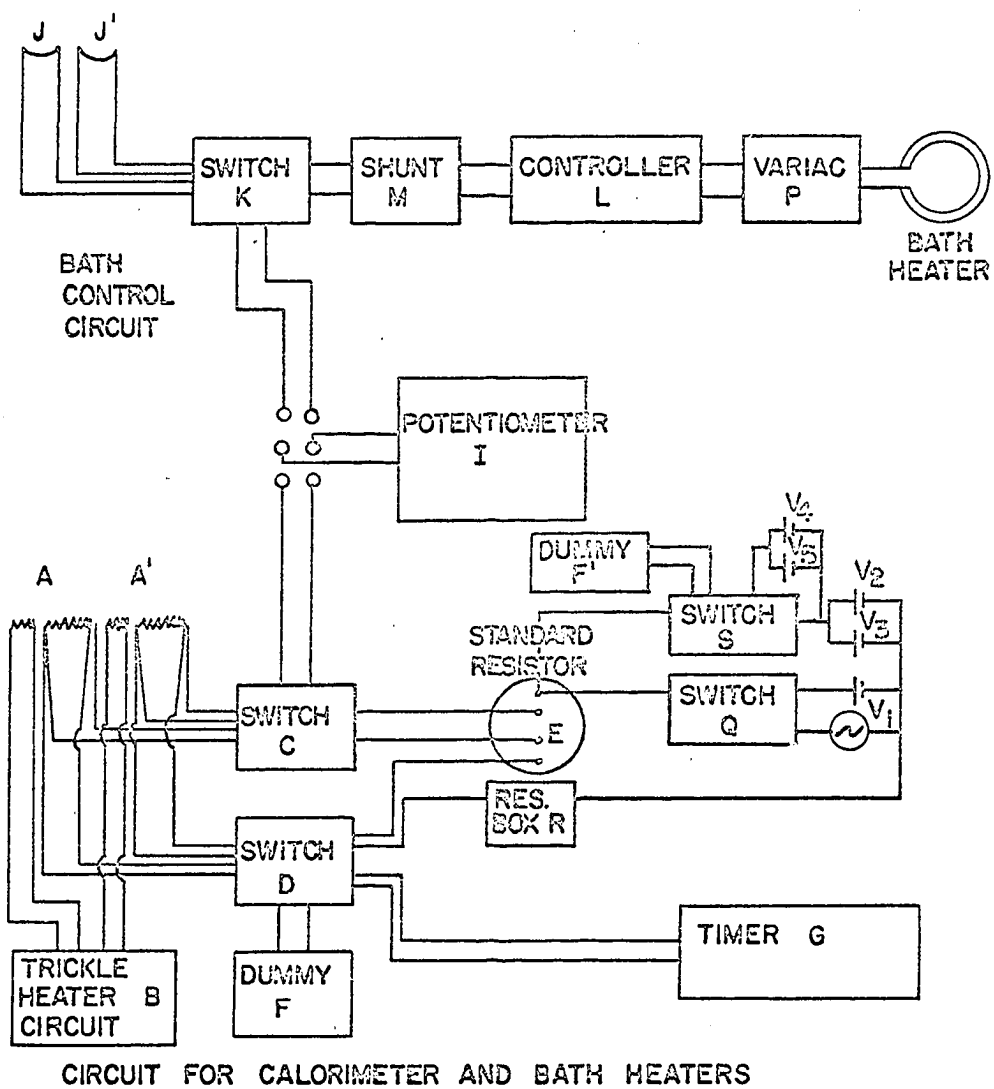 J J'
SWITCH
K
SHUNT
M
CONTROLLER
L
VARIAC
P
BATH
HEATER
BATH
CONTROL
CIRCUIT
POTENTIOMETER
I
A A'
DUMMY
F'
V4
V5
V2
V3
SWITCH
S
STANDARD
RESISTOR
SWITCH
Q
V1
SWITCH
C
E
RES.
BOX R
SWITCH
D
TIMER G
TRICKLE
HEATER B
CIRCUIT
DUMMY
F
CIRCUIT FOR CALORIMETER AND BATH HEATERS